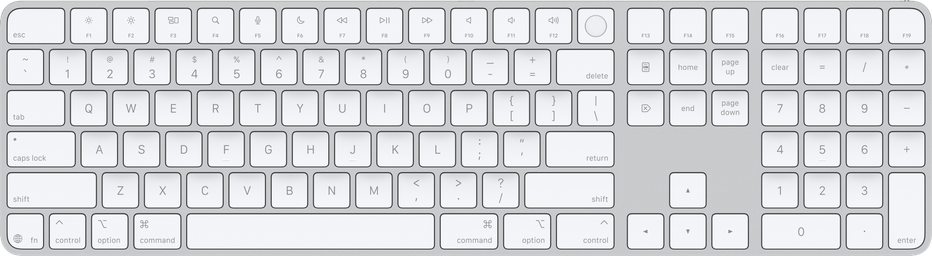 esc F1 F2 F3 F4 F5 F6 F7 F8 F9 F10 F11 F12 F13 F14 F15 F16 F17 F18 F19
~ ! @ # $ % ^ & * ( ) — +
` 1 2 3 4 5 6 7 8 9 0 - = delete home page up clear = / *
tab Q W E R T Y U I O P { [ } ] | \ end page down 7 8 9 −
caps lock A S D F G H J K L : ; " ' return 4 5 6 +
shift Z X C V B N M < , > . ? / shift 1 2 3
fn control option command command option control 0 . enter